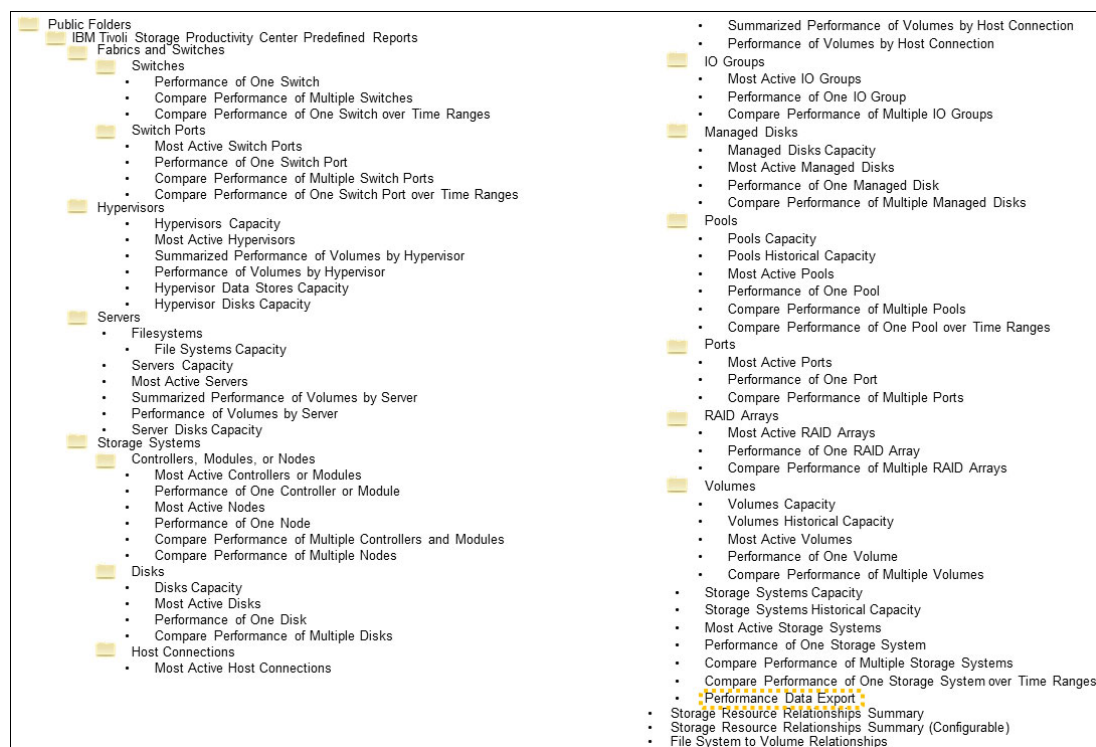 Public Folders
IBM Tivoli Storage Productivity Center Predefined Reports
Fabrics and Switches
Switches
• Performance of One Switch
• Compare Performance of Multiple Switches
• Compare Performance of One Switch over Time Ranges
Switch Ports
• Most Active Switch Ports
• Performance of One Switch Port
• Compare Performance of Multiple Switch Ports
• Compare Performance of One Switch Port over Time Ranges
Hypervisors
• Hypervisors Capacity
• Most Active Hypervisors
• Summarized Performance of Volumes by Hypervisor
• Performance of Volumes by Hypervisor
• Hypervisor Data Stores Capacity
• Hypervisor Disks Capacity
Servers
• Filesystems
• File Systems Capacity
• Servers Capacity
• Most Active Servers
• Summarized Performance of Volumes by Server
• Performance of Volumes by Server
• Server Disks Capacity
Storage Systems
Controllers, Modules, or Nodes
• Most Active Controllers or Modules
• Performance of One Controller or Module
• Most Active Nodes
• Performance of One Node
• Compare Performance of Multiple Controllers and Modules
• Compare Performance of Multiple Nodes
Disks
• Disks Capacity
• Most Active Disks
• Performance of One Disk
• Compare Performance of Multiple Disks
Host Connections
• Most Active Host Connections
• Summarized Performance of Volumes by Host Connection
• Performance of Volumes by Host Connection
IO Groups
• Most Active IO Groups
• Performance of One IO Group
• Compare Performance of Multiple IO Groups
Managed Disks
• Managed Disks Capacity
• Most Active Managed Disks
• Performance of One Managed Disk
• Compare Performance of Multiple Managed Disks
Pools
• Pools Capacity
• Pools Historical Capacity
• Most Active Pools
• Performance of One Pool
• Compare Performance of Multiple Pools
• Compare Performance of One Pool over Time Ranges
Ports
• Most Active Ports
• Performance of One Port
• Compare Performance of Multiple Ports
RAID Arrays
• Most Active RAID Arrays
• Performance of One RAID Array
• Compare Performance of Multiple RAID Arrays
Volumes
• Volumes Capacity
• Volumes Historical Capacity
• Most Active Volumes
• Performance of One Volume
• Compare Performance of Multiple Volumes
• Storage Systems Capacity
• Storage Systems Historical Capacity
• Most Active Storage Systems
• Performance of One Storage System
• Compare Performance of Multiple Storage Systems
• Compare Performance of One Storage System over Time Ranges
• Performance Data Export
• Storage Resource Relationships Summary
• Storage Resource Relationships Summary (Configurable)
• File System to Volume Relationships